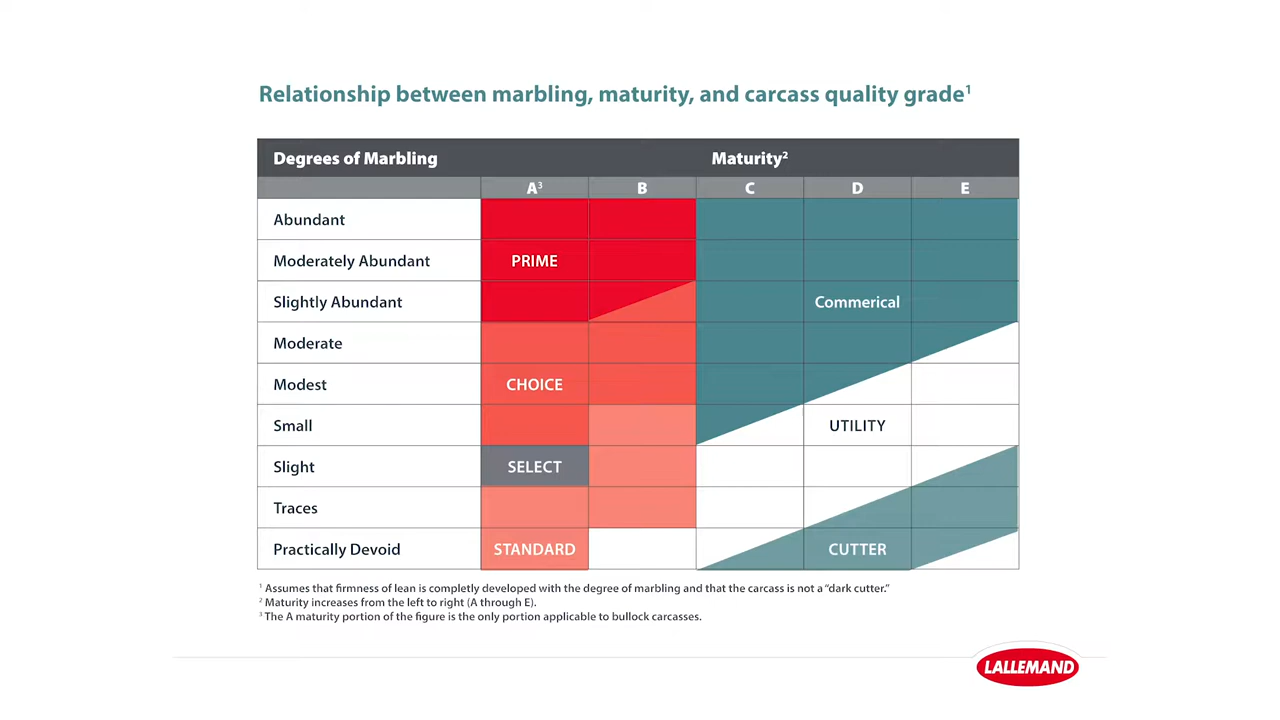 Relationship between marbling, maturity, and carcass quality grade¹
Degrees of Marbling Maturity²
A³ B C D E
Abundant
Moderately Abundant PRIME
Slightly Abundant Commerical
Moderate
Modest CHOICE
Small UTILITY
Slight SELECT
Traces
Practically Devoid STANDARD CUTTER
¹ Assumes that firmness of lean is completly developed with the degree of marbling and that the carcass is not a “dark cutter.”
² Maturity increases from the left to right (A through E).
³ The A maturity portion of the figure is the only portion applicable to bullock carcasses.
LALLEMAND